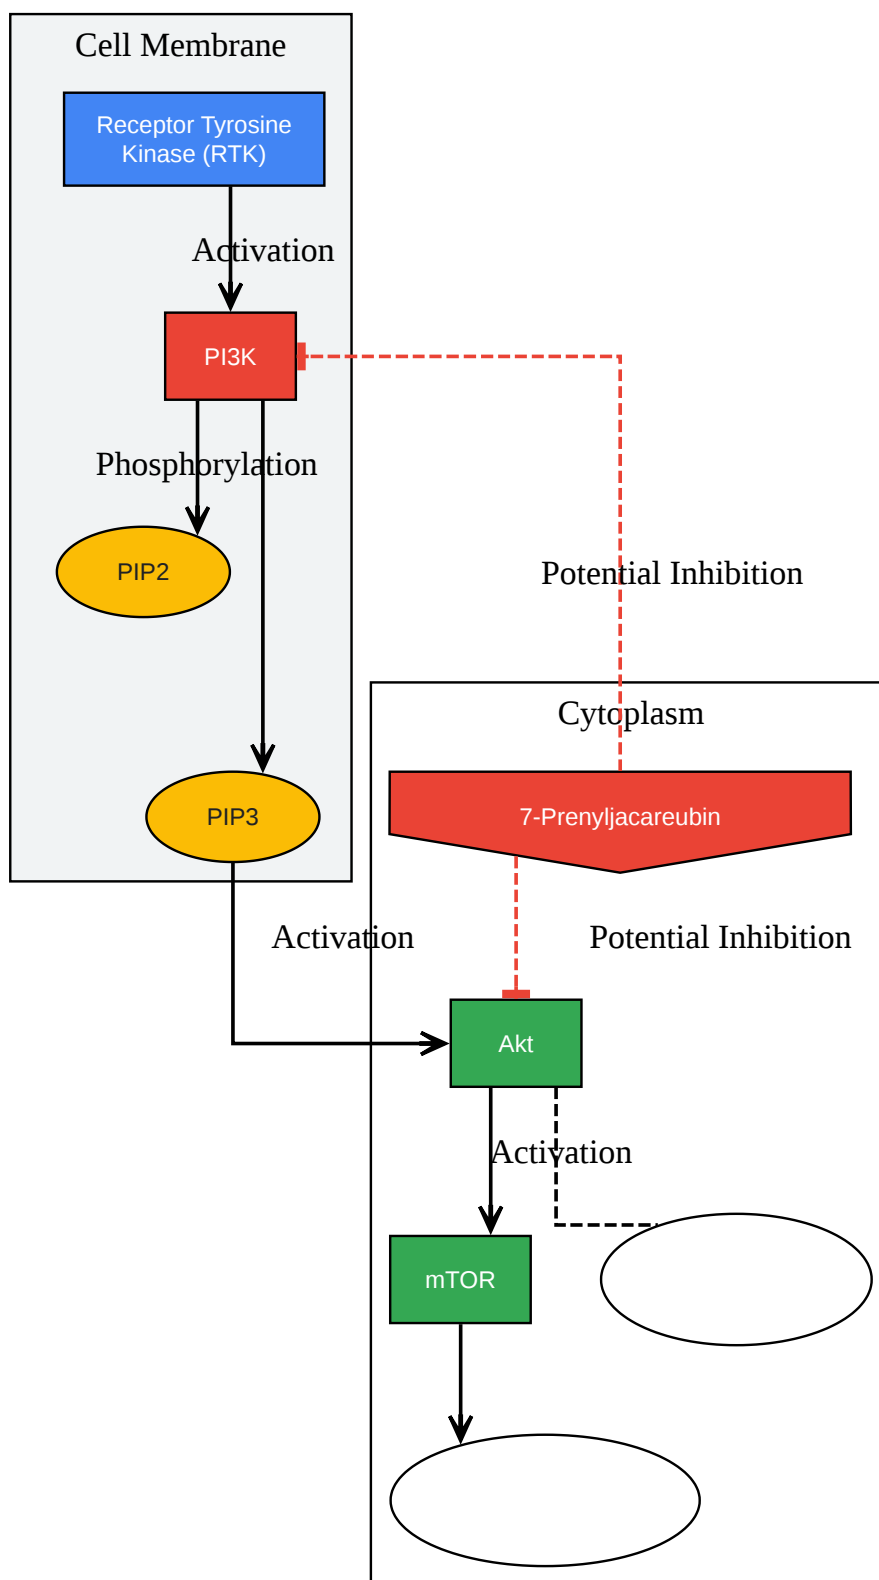 Cell Membrane
Receptor Tyrosine
Kinase (RTK)
Activation
PI3K
Phosphorylation
PIP2
Potential Inhibition
Cytoplasm
PIP3
7-Prenyljacareubin
Activation
Potential Inhibition
Akt
Activation
mTOR